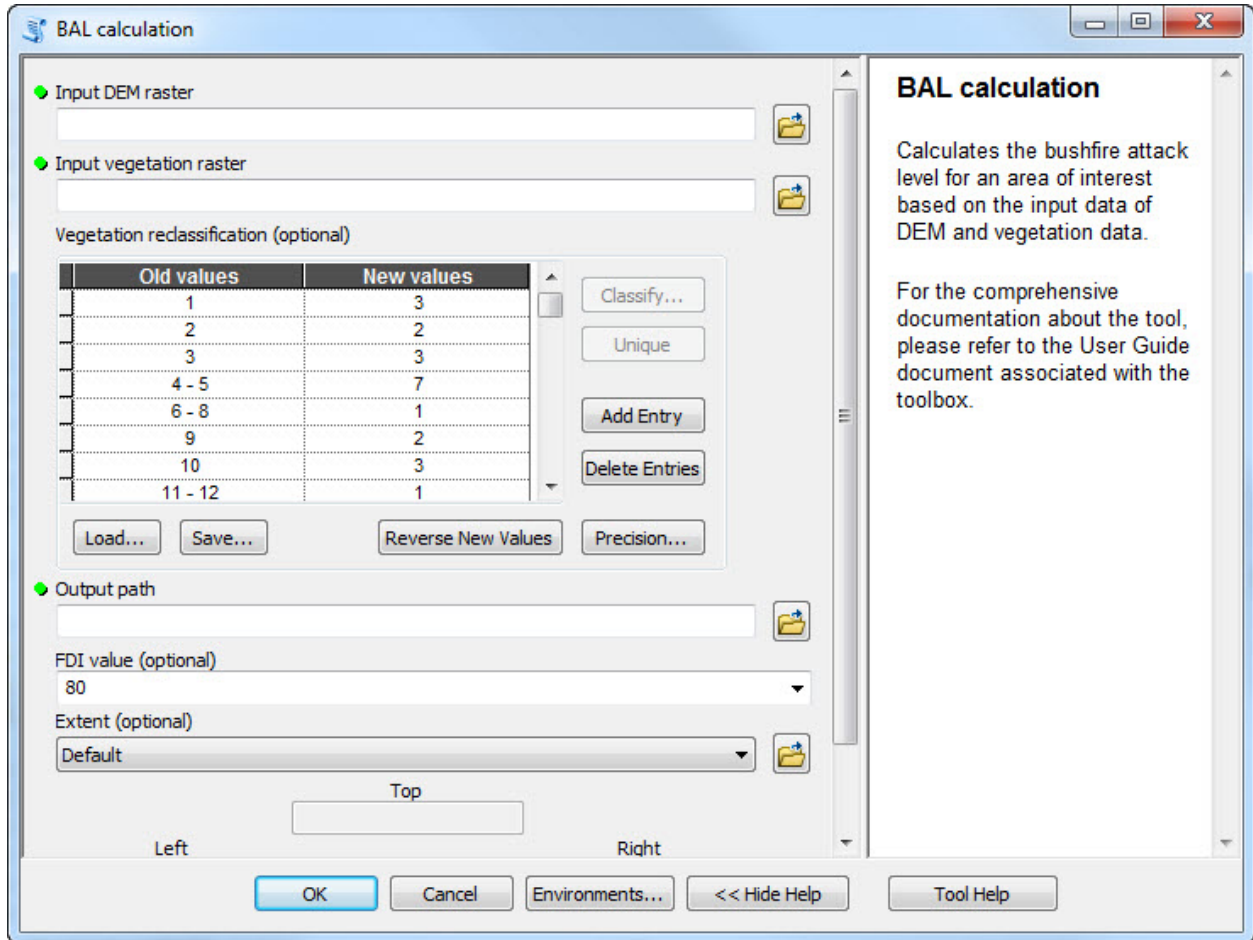 BAL calculation
Input DEM raster
Input vegetation raster
Vegetation reclassification (optional)
Old values New values
1 3
2 2
3 3
4 - 5 7
6 - 8 1
9 2
10 3
11 - 12 1
Classify...
Unique
Add Entry
Delete Entries
Load... Save... Reverse New Values Precision...
Output path
FDI value (optional)
80
Extent (optional)
Default
Top
Left Right
BAL calculation
Calculates the bushfire attack
level for an area of interest
based on the input data of
DEM and vegetation data.
For the comprehensive
documentation about the tool,
please refer to the User Guide
document associated with the
toolbox.
OK Cancel Environments... << Hide Help Tool Help